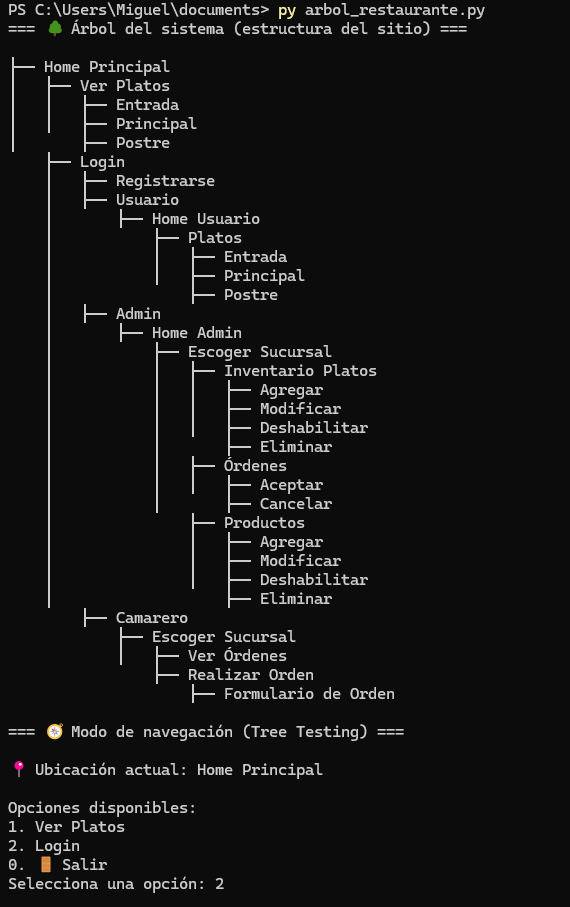 PS C:\Users\Miguel\documents> py arbol_restaurante.py
=== 🌳 Árbol del sistema (estructura del sitio) ===
├── Home Principal
├── Ver Platos
├── Entrada
├── Principal
├── Postre
├── Login
├── Registrarse
├── Usuario
├── Home Usuario
├── Platos
├── Entrada
├── Principal
├── Postre
├── Admin
├── Home Admin
├── Escoger Sucursal
├── Inventario Platos
├── Agregar
├── Modificar
├── Deshabilitar
├── Eliminar
├── Órdenes
├── Aceptar
├── Cancelar
├── Productos
├── Agregar
├── Modificar
├── Deshabilitar
├── Eliminar
├── Camarero
├── Escoger Sucursal
├── Ver Órdenes
├── Realizar Orden
├── Formulario de Orden
=== 🧭 Modo de navegación (Tree Testing) ===
📍 Ubicación actual: Home Principal
Opciones disponibles:
1. Ver Platos
2. Login
0. 🚪 Salir
Selecciona una opción: 2